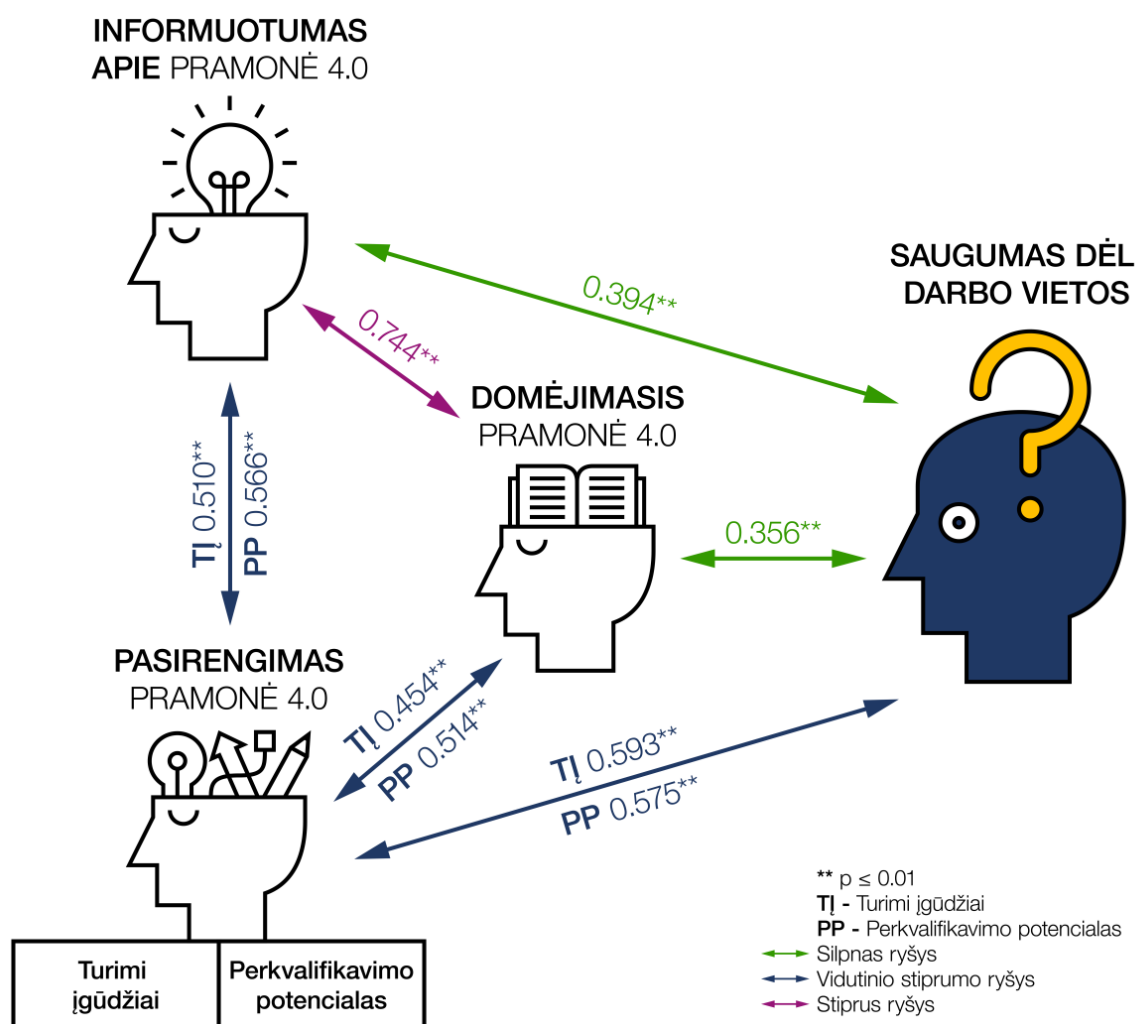 INFORMUOTUMAS
APIE PRAMONĖ 4.0
SAUGUMAS DĖL
DARBO VIETOS
0.394**
0.744**
DOMĖJIMASIS
PRAMONĖ 4.0
TĮ 0.510**
PP 0.566**
0.356**
PASIRENGIMAS
PRAMONĖ 4.0
TĮ 0.454**
PP 0.514**
TĮ 0.593**
PP 0.575**
** p ≤ 0.01
TĮ - Turimi įgūdžiai
PP - Perkvalifikavimo potencialas
Silpnas ryšys
Vidutinio stiprumo ryšys
Stiprus ryšys
Turimi
įgūdžiai
Perkvalifikavimo
potencialas